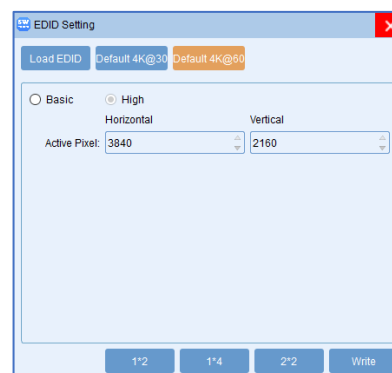 EDID Setting
Load EDID Default 4K@30 Default 4K@60
Basic High
Horizontal Vertical
Active Pixel: 3840 2160
1*2 1*4 2*2 Write